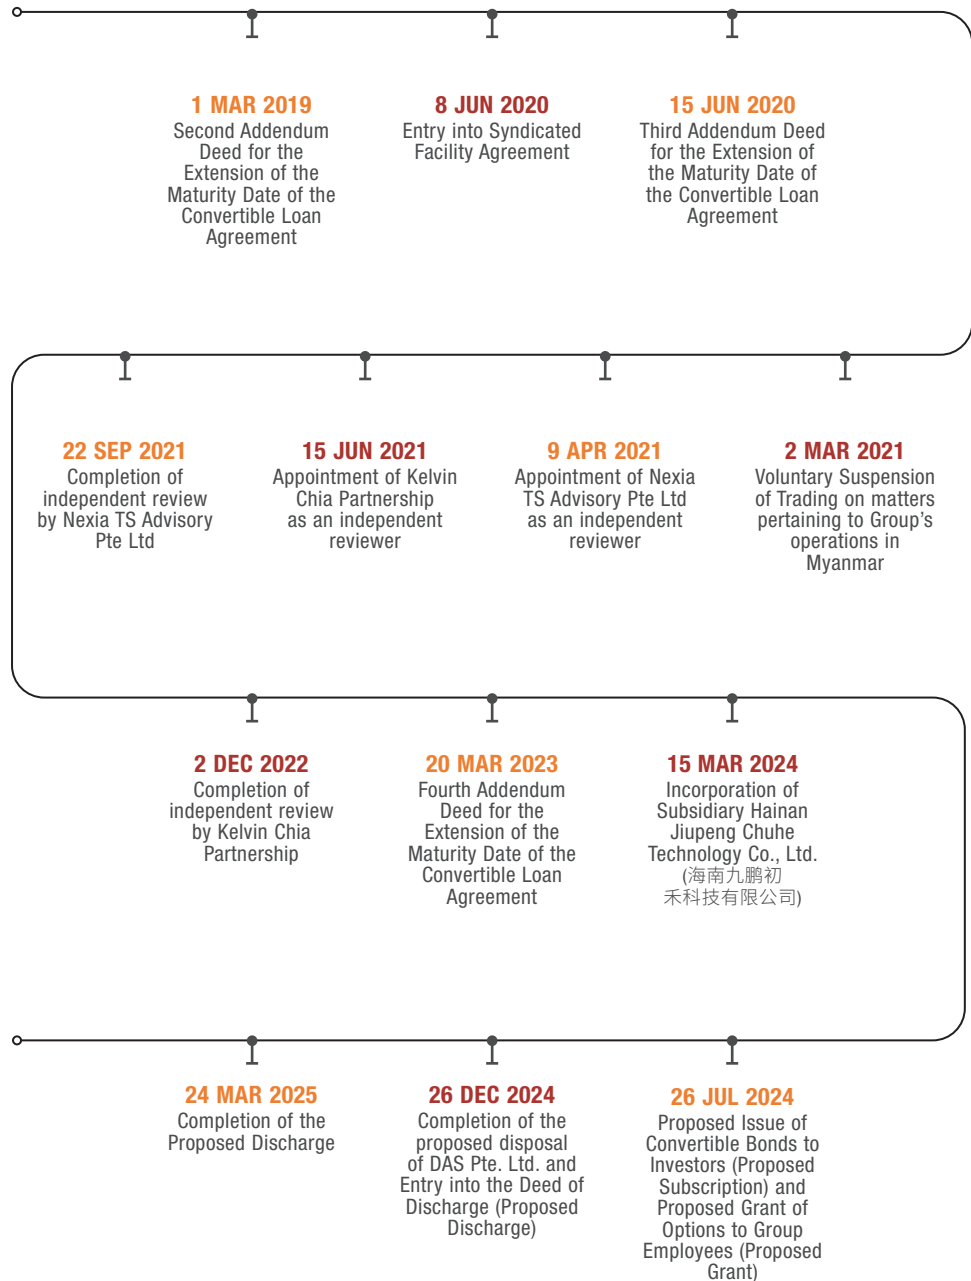 1 MAR 2019
Second Addendum
Deed for the
Extension of the
Maturity Date of the
Convertible Loan
Agreement
8 JUN 2020
Entry into Syndicated
Facility Agreement
15 JUN 2020
Third Addendum Deed
for the Extension of
the Maturity Date of
the Convertible Loan
Agreement
22 SEP 2021
Completion of
independent review
by Nexia TS Advisory
Pte Ltd
15 JUN 2021
Appointment of Kelvin
Chia Partnership
as an independent
reviewer
9 APR 2021
Appointment of Nexia
TS Advisory Pte Ltd
as an independent
reviewer
2 MAR 2021
Voluntary Suspension
of Trading on matters
pertaining to Group’s
operations in
Myanmar
2 DEC 2022
Completion of
independent review
by Kelvin Chia
Partnership
20 MAR 2023
Fourth Addendum
Deed for the
Extension of the
Maturity Date of the
Convertible Loan
Agreement
15 MAR 2024
Incorporation of
Subsidiary Hainan
Jiupeng Chuhe
Technology Co., Ltd.
(海南九鹏初
禾科技有限公司)
24 MAR 2025
Completion of the
Proposed Discharge
26 DEC 2024
Completion of the
proposed disposal
of DAS Pte. Ltd. and
Entry into the Deed of
Discharge (Proposed
Discharge)
26 JUL 2024
Proposed Issue of
Convertible Bonds to
Investors (Proposed
Subscription) and
Proposed Grant of
Options to Group
Employees (Proposed
Grant)